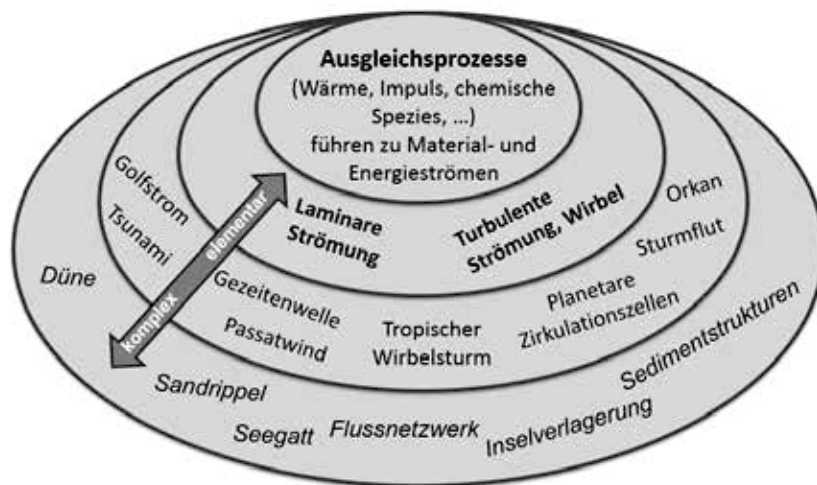 Ausgleichsprozesse
(Wärme, Impuls, chemische
Spezies, ...)
führen zu Material- und
Energieströmen
Laminare
Strömung
Turbulente
Strömung, Wirbel
elementar
komplex
Golfstrom
Tsunami
Gezeitenwelle
Passatwind
Tropischer
Wirbelsturm
Planetare
Zirkulationszellen
Orkan
Sturmflut
Düne
Sandrippel
Seegatt
Flussnetzwerk
Inselverlagerung
Sedimentstrukturen